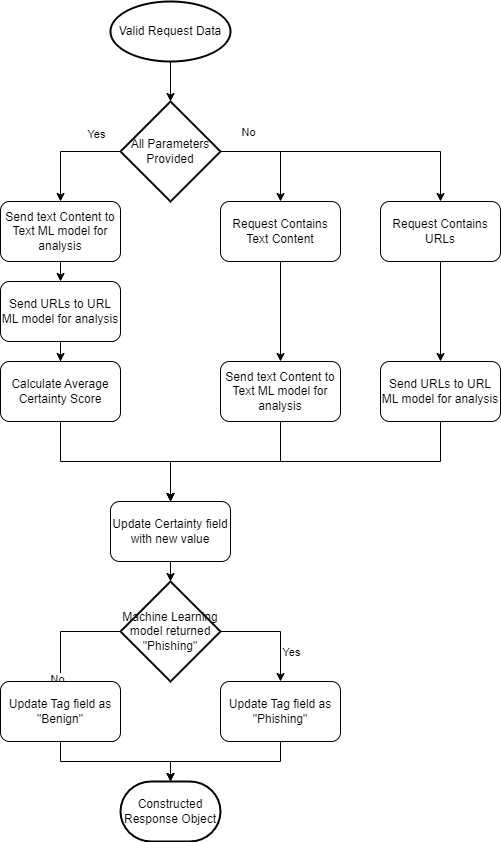 Valid Request Data
Yes
No
All Parameters
Provided
Send text Content to
Text ML model for
analysis
Request Contains
Text Content
Request Contains
URLs
Send URLs to URL
ML model for analysis
Calculate Average
Certainty Score
Send text Content to
Text ML model for
analysis
Send URLs to URL
ML model for analysis
Update Certainty field
with new value
Machine Learning
model returned
"Phishing"
Yes
No
Update Tag field as
"Benign"
Update Tag field as
"Phishing"
Constructed
Response Object